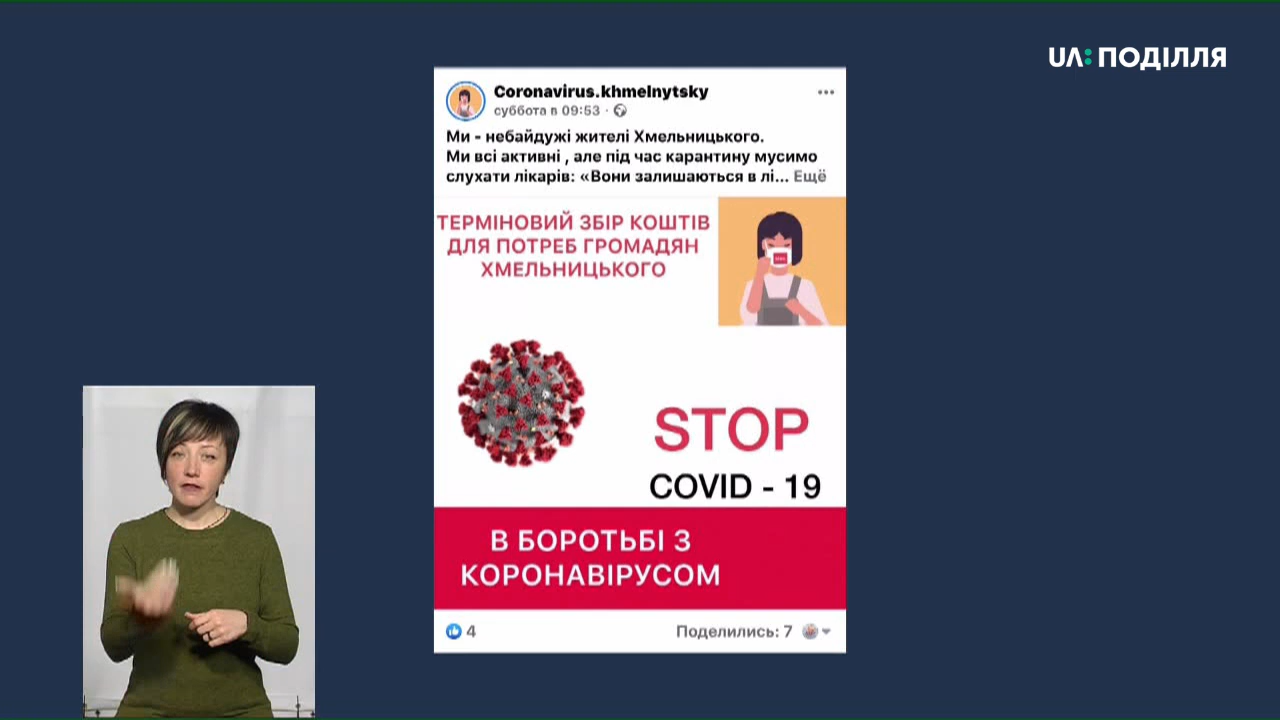 UA: ПОДІЛЛЯ
Coronavirus.khmelnytsky
суббота в 09:53 ·
Ми - небайдужі жителі Хмельницького.
Ми всі активні , але під час карантину мусимо
слухати лікарів: «Вони залишаються в лі... Ещё
ТЕРМІНОВИЙ ЗБІР КОШТІВ
ДЛЯ ПОТРЕБ ГРОМАДЯН
ХМЕЛЬНИЦЬКОГО
STOP
COVID - 19
В БОРОТЬБІ З
КОРОНАВІРУСОМ
4
Поделились: 7